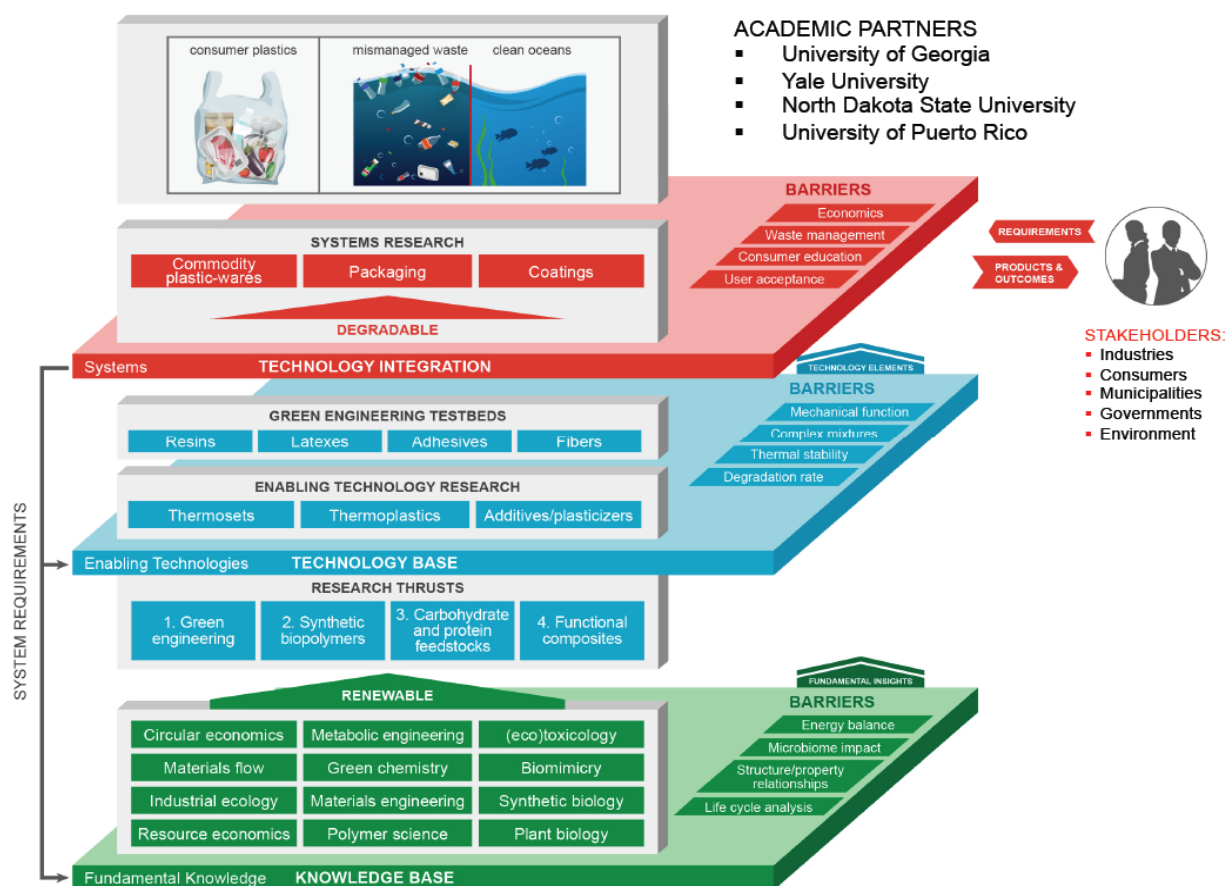 consumer plastics
mismanaged waste
clean oceans
ACADEMIC PARTNERS
▪ University of Georgia
▪ Yale University
▪ North Dakota State University
▪ University of Puerto Rico
SYSTEMS RESEARCH
Commodity
plastic-wares
Packaging
Coatings
DEGRADABLE
BARRIERS
Economics
Waste management
Consumer education
User acceptance
Systems
TECHNOLOGY INTEGRATION
REQUIREMENTS
PRODUCTS &
OUTCOMES
STAKEHOLDERS:
▪ Industries
▪ Consumers
▪ Municipalities
▪ Governments
▪ Environment
TECHNOLOGY ELEMENTS
GREEN ENGINEERING TESTBEDS
Resins
Latexes
Adhesives
Fibers
ENABLING TECHNOLOGY RESEARCH
Thermosets
Thermoplastics
Additives/plasticizers
BARRIERS
Mechanical function
Complex mixtures
Thermal stability
Degradation rate
Enabling Technologies
TECHNOLOGY BASE
SYSTEM REQUIREMENTS
RESEARCH THRUSTS
1. Green
engineering
2. Synthetic
biopolymers
3. Carbohydrate
and protein
feedstocks
4. Functional
composites
FUNDAMENTAL INSIGHTS
RENEWABLE
Circular economics
Metabolic engineering
(eco)toxicology
Materials flow
Green chemistry
Biomimicry
Industrial ecology
Materials engineering
Synthetic biology
Resource economics
Polymer science
Plant biology
BARRIERS
Energy balance
Microbiome impact
Structure/property
relationships
Life cycle analysis
Fundamental Knowledge
KNOWLEDGE BASE